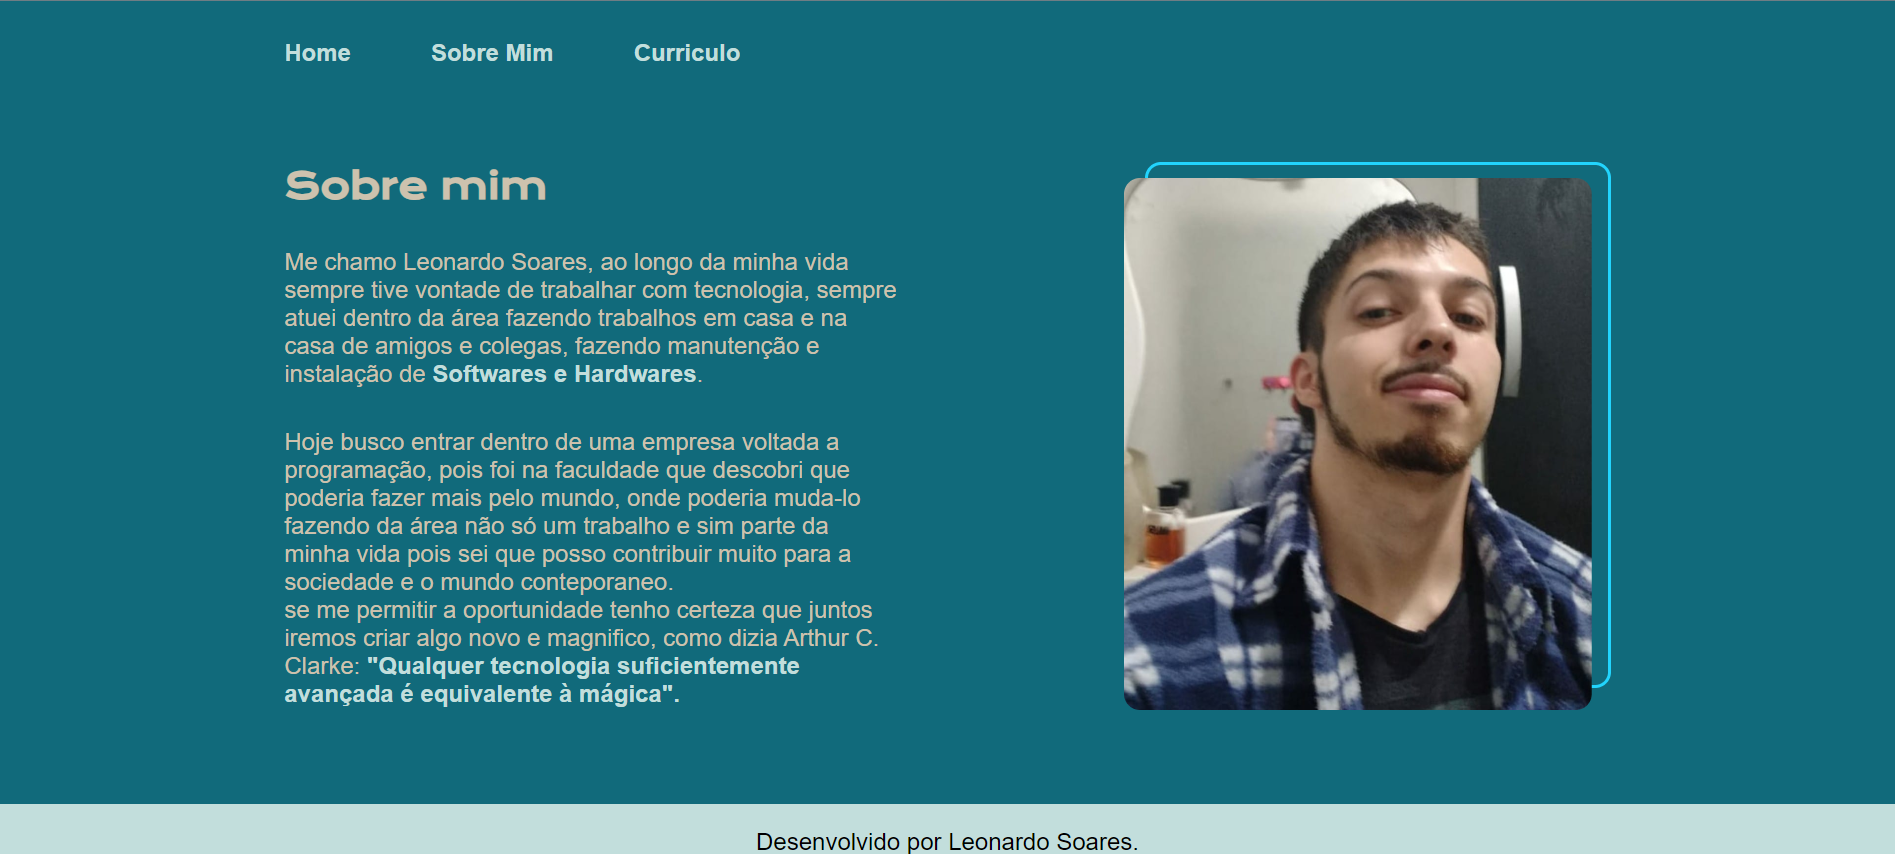 Home Sobre Mim Curriculo
Sobre mim
Me chamo Leonardo Soares, ao longo da minha vida
sempre tive vontade de trabalhar com tecnologia, sempre
atuei dentro da área fazendo trabalhos em casa e na
casa de amigos e colegas, fazendo manutenção e
instalação de Softwares e Hardwares.
Hoje busco entrar dentro de uma empresa voltada a
programação, pois foi na faculdade que descobri que
poderia fazer mais pelo mundo, onde poderia muda-lo
fazendo da área não só um trabalho e sim parte da
minha vida pois sei que posso contribuir muito para a
sociedade e o mundo conteporaneo.
se me permitir a oportunidade tenho certeza que juntos
iremos criar algo novo e magnifico, como dizia Arthur C.
Clarke: "Qualquer tecnologia suficientemente
avançada é equivalente à mágica".
Desenvolvido por Leonardo Soares.